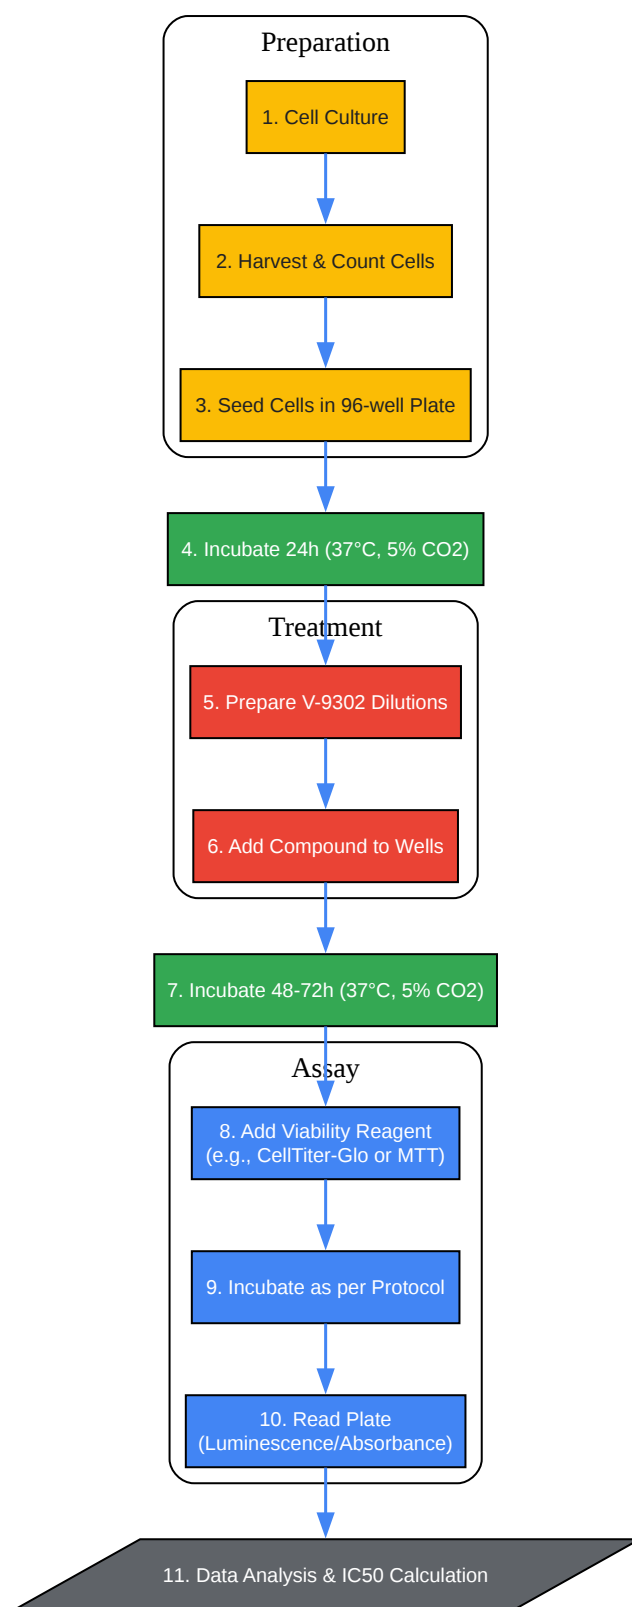 Preparation
1. Cell Culture
2. Harvest & Count Cells
3. Seed Cells in 96-well Plate
4. Incubate 24h (37°C, 5% CO2)
Treatment
5. Prepare V-9302 Dilutions
6. Add Compound to Wells
7. Incubate 48-72h (37°C, 5% CO2)
Assay
8. Add Viability Reagent
(e.g., CellTiter-Glo or MTT)
9. Incubate as per Protocol
10. Read Plate
(Luminescence/Absorbance)
11. Data Analysis & IC50 Calculation